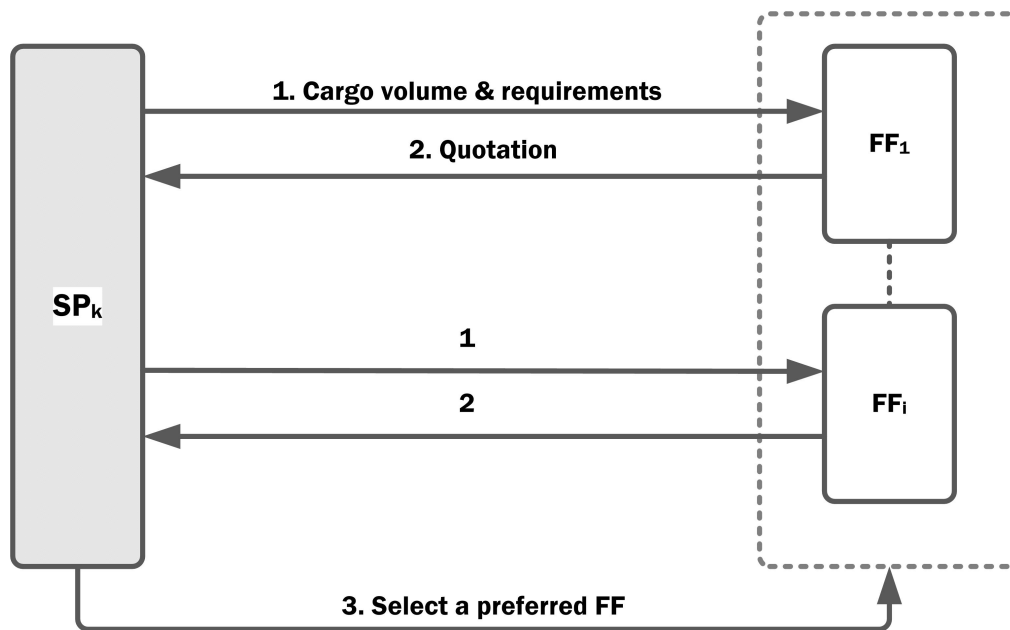 1. Cargo volume & requirements
FF₁
2. Quotation
SPₖ
1
2
FFᵢ
3. Select a preferred FF